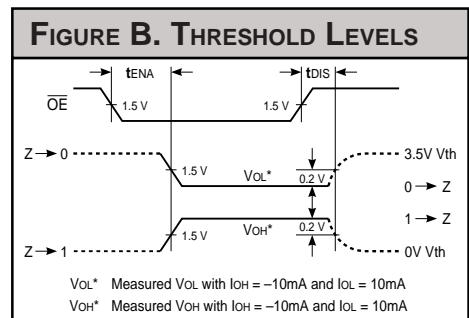 FIGURE B. THRESHOLD LEVELS
tENA tDIS
OE 1.5 V 1.5 V
Z 0 1.5 V VOL* 0.2 V 3.5V Vth
0 Z
1 Z
Z 1 1.5 V VOH* 0.2 V 0V Vth
VOL* Measured VOL with IOH = –10mA and IOL = 10mA
VOH* Measured VOH with IOH = –10mA and IOL = 10mA